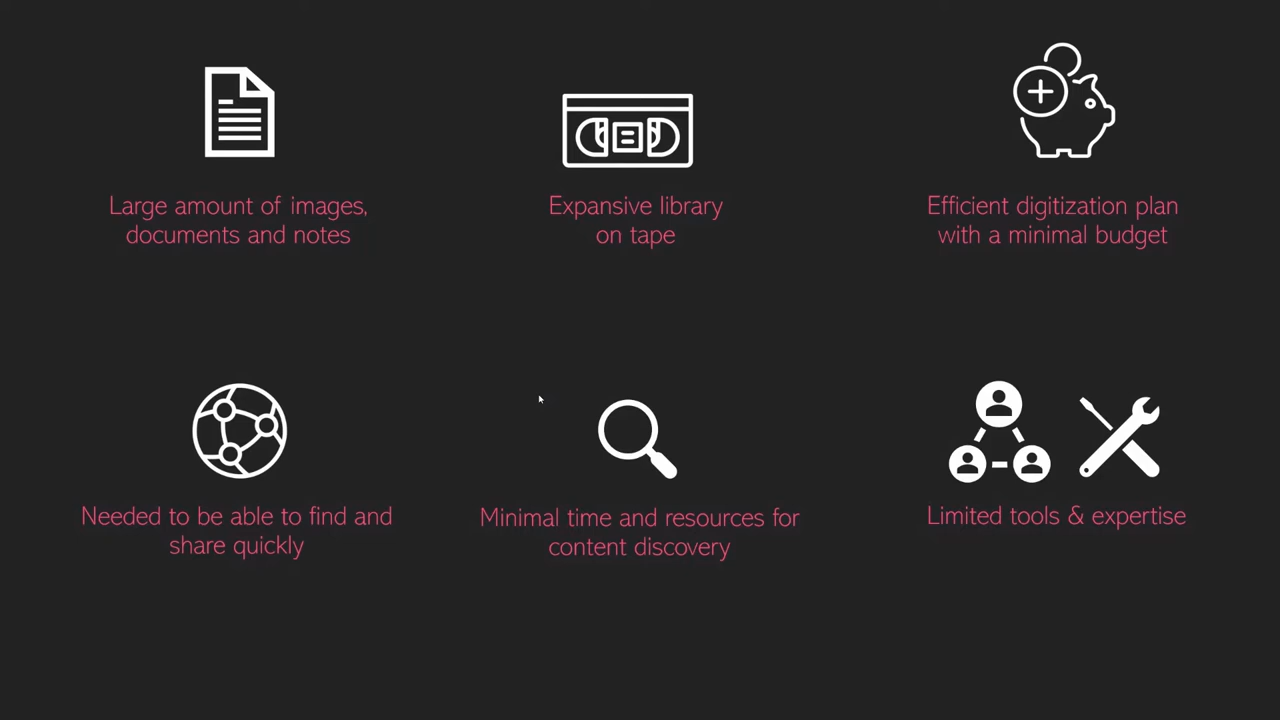 Large amount of images,
documents and notes
Expansive library
on tape
Efficient digitization plan
with a minimal budget
Needed to be able to find and
share quickly
Minimal time and resources for
content discovery
Limited tools & expertise